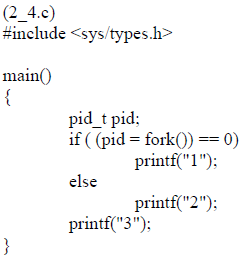 (2_4.c)
#include <sys/types.h>
main()
{
pid_t pid;
if ( (pid = fork()) == 0)
printf("1");
else
printf("2");
printf("3");
}